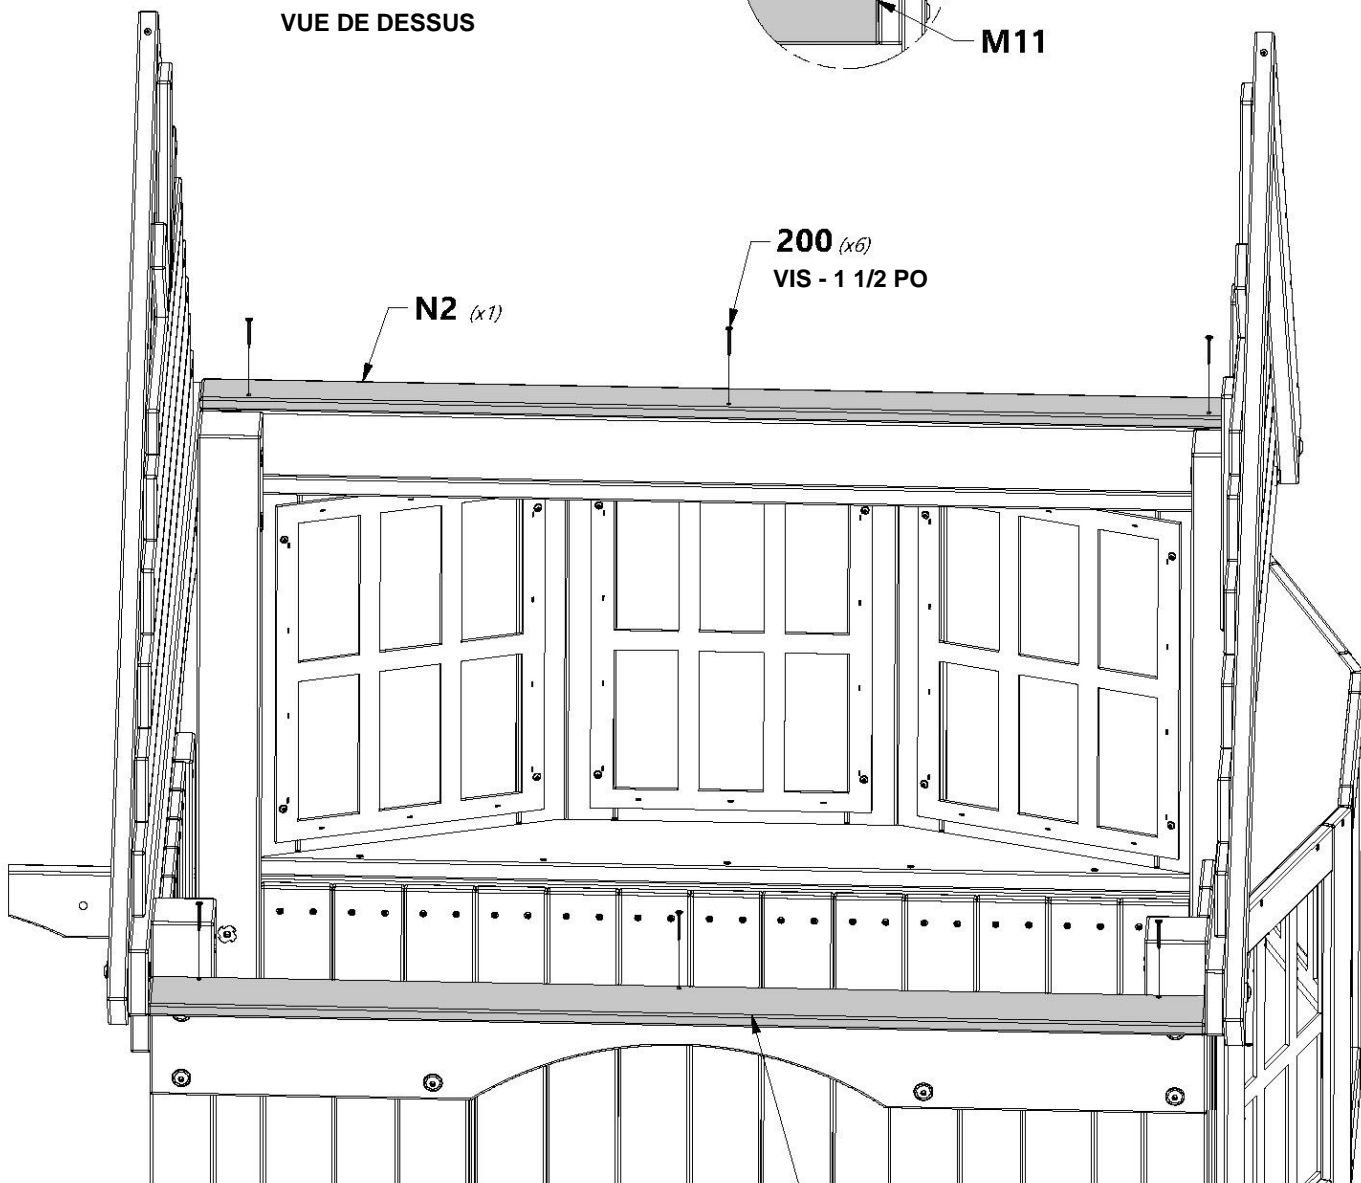 VUE DE DESSUS
M11
200 (x6)
VIS - 1 1/2 PO
N2 (x1)